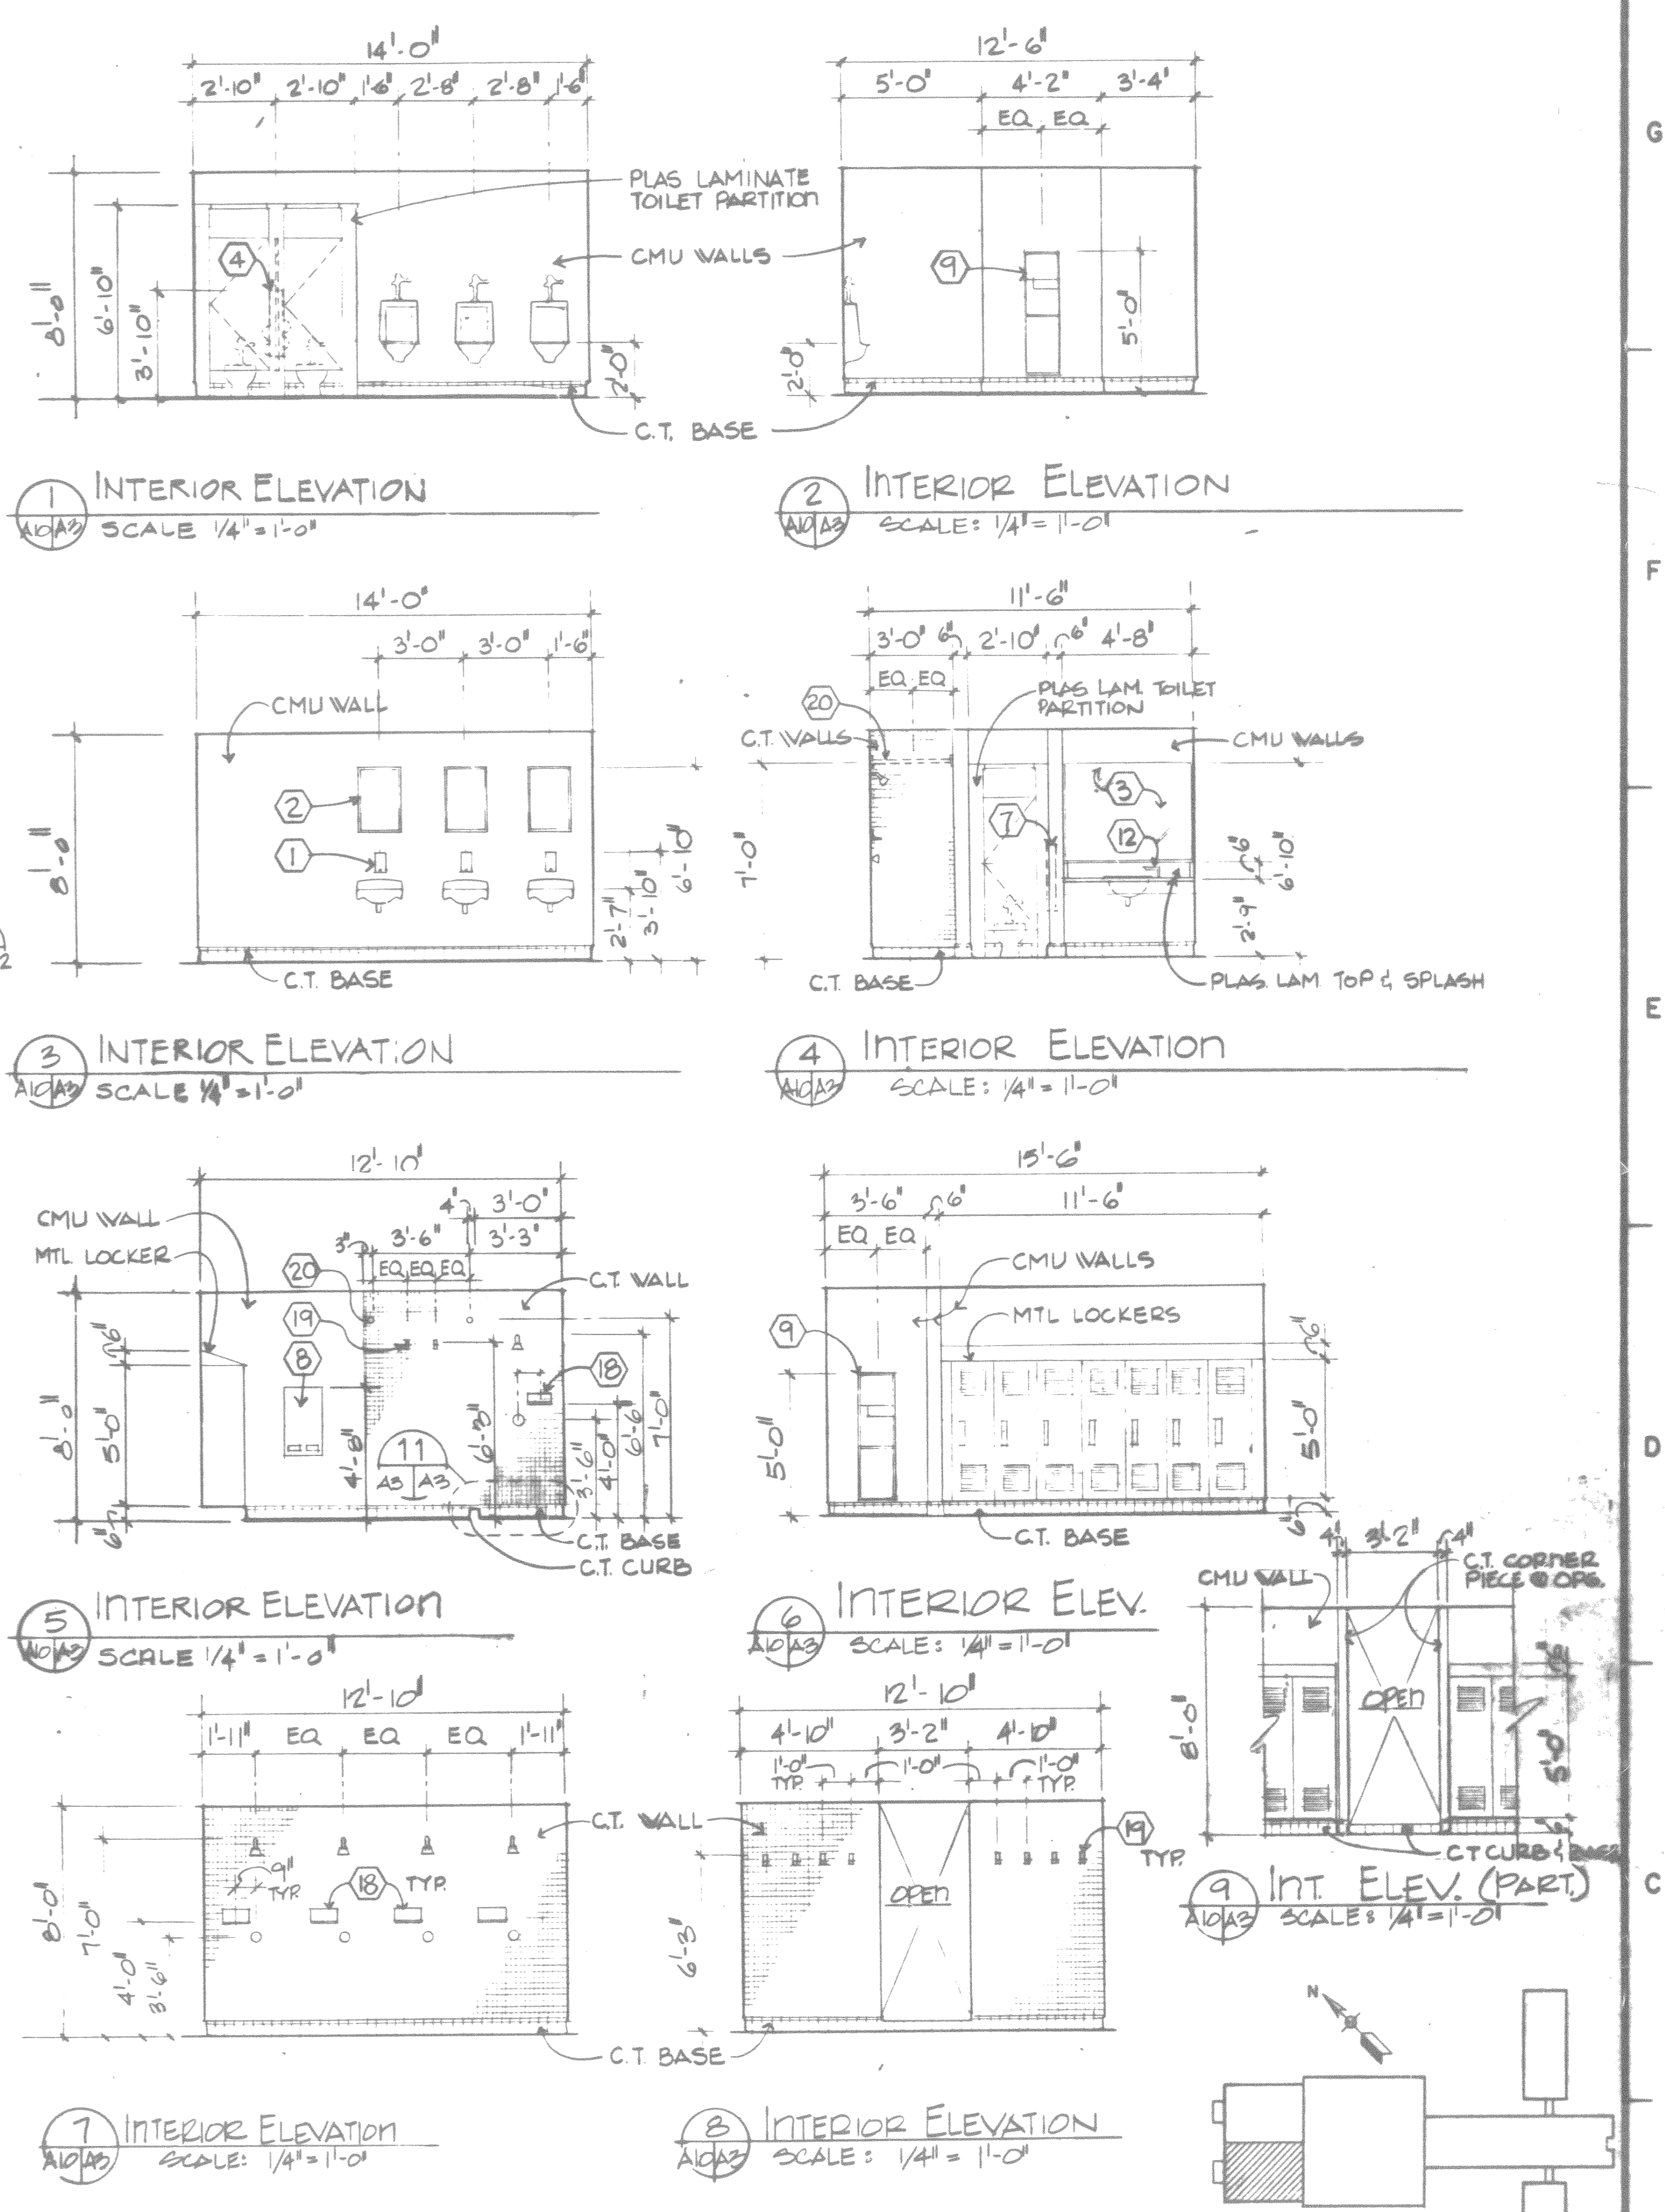 14'-0"
2'-10" 2'-10" 1'-6" 2'-8" 2'-8" 1'-6"
8'-0"
6'-10"
3'-10"
4
PLAS LAMINATE
TOILET PARTITION
CMU WALLS
2'-0"
C.T. BASE
1
A10 A3
INTERIOR ELEVATION
SCALE 1/4" = 1'-0"
12'-6"
5'-0" 4'-2" 3'-4"
EQ EQ
9
5'-0"
2'-0"
2
A10 A3
INTERIOR ELEVATION
SCALE: 1/4" = 1'-0"
G
F
14'-0"
3'-0" 3'-0" 1'-6"
CMU WALL
8'-0"
2
1
2'-7"
3'-10"
6'-10"
C.T. BASE
3
A10 A3
INTERIOR ELEVATION
SCALE 1/4" = 1'-0"
11'-6"
3'-0" 6" 2'-10" 6" 4'-8"
EQ EQ
20
PLAS. LAM. TOILET
PARTITION
C.T. WALLS
CMU WALLS
3
7
12
7'-0"
6"
6'-10"
2'-9"
C.T. BASE
PLAS. LAM. TOP & SPLASH
4
A10 A3
INTERIOR ELEVATION
SCALE: 1/4" = 1'-0"
E
12'-10"
4" 3'-0"
3" 3'-6" 3'-3"
EQ EQ EQ
CMU WALL
MTL. LOCKER
20
19
8
C.T. WALL
18
8'-0"
6"
5'-0"
6"
4'-8"
6'-3"
3'-6"
4'-0"
6'-6"
7'-0"
11
A3 A3
C.T. BASE
C.T. CURB
5
A10 A3
INTERIOR ELEVATION
SCALE 1/4" = 1'-0"
15'-6"
3'-6" 6" 11'-6"
EQ EQ
CMU WALLS
MTL LOCKERS
9
5'-0"
6"
5'-0"
6"
C.T. BASE
6
A10 A3
INTERIOR ELEV.
SCALE: 1/4" = 1'-0"
D
4" 3'-2" 4"
C.T. CORNER
PIECE @ OPG.
CMU WALL
OPEN
8'-0"
5'-0"
6"
C.T CURB &
9
A10 A3
INT. ELEV. (PART.)
SCALE: 1/4" = 1'-0"
C
12'-10"
1'-11" EQ EQ EQ 1'-11"
C.T. WALL
9"
TYP.
18 TYP.
8'-0"
7'-0"
4'-0"
3'-6"
C.T. BASE
7
A10 A3
INTERIOR ELEVATION
SCALE: 1/4" = 1'-0"
12'-10"
4'-10" 3'-2" 4'-10"
1'-0" 1'-0" 1'-0"
TYP. TYP.
19
TYP.
OPEN
6'-3"
8
A10 A3
INTERIOR ELEVATION
SCALE: 1/4" = 1'-0"
N